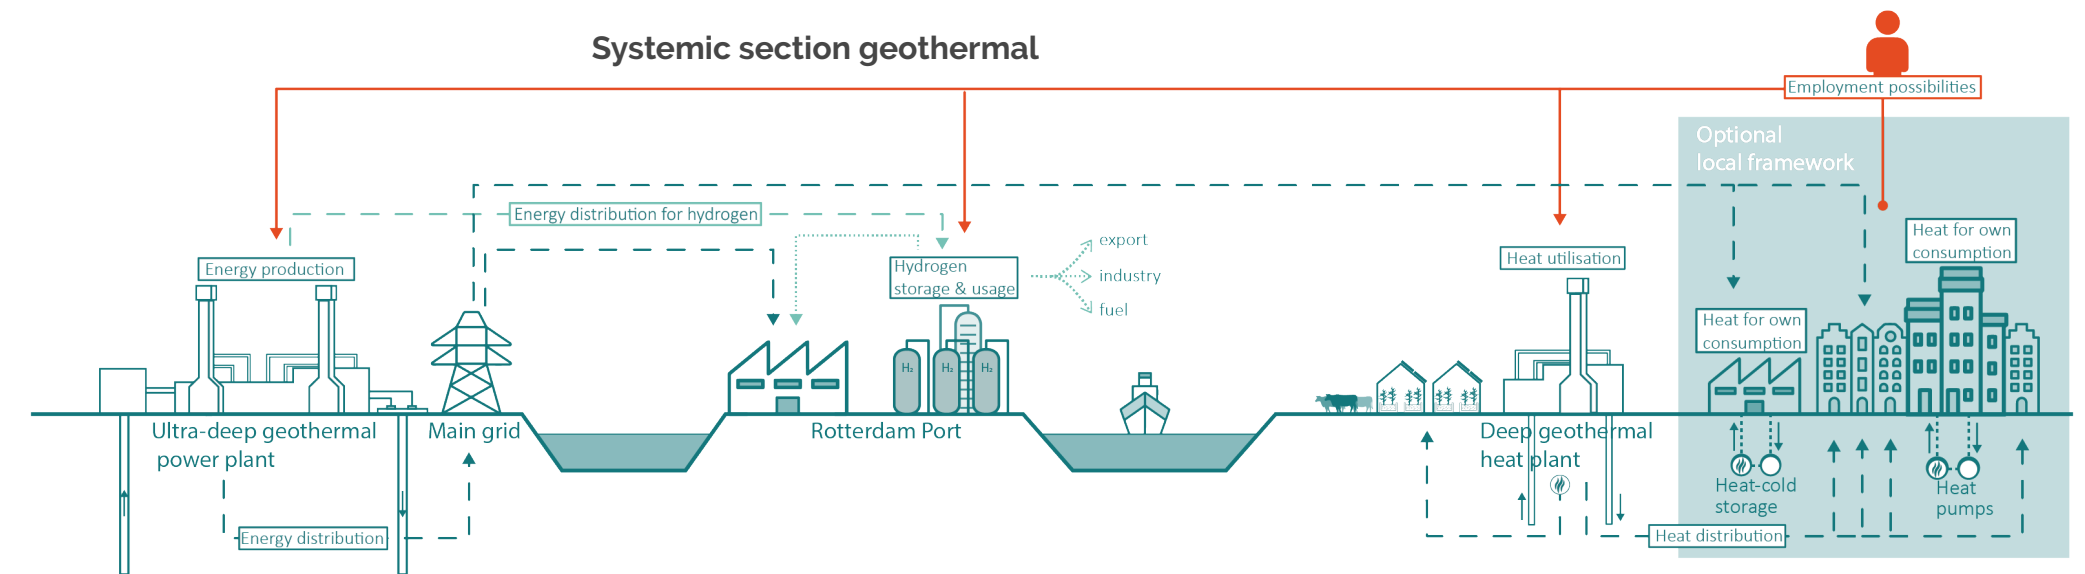 Systemic section geothermal
Employment possibilities
Optional
local framework
Energy distribution for hydrogen
Energy production
Hydrogen
storage & usage
export
industry
fuel
Heat utilisation
Heat for own
consumption
Heat for own
consumption
H₂
H₂
H₂
Ultra-deep geothermal
power plant
Main grid
Rotterdam Port
Deep geothermal
heat plant
Heat-cold
storage
Heat
pumps
Energy distribution
Heat distribution